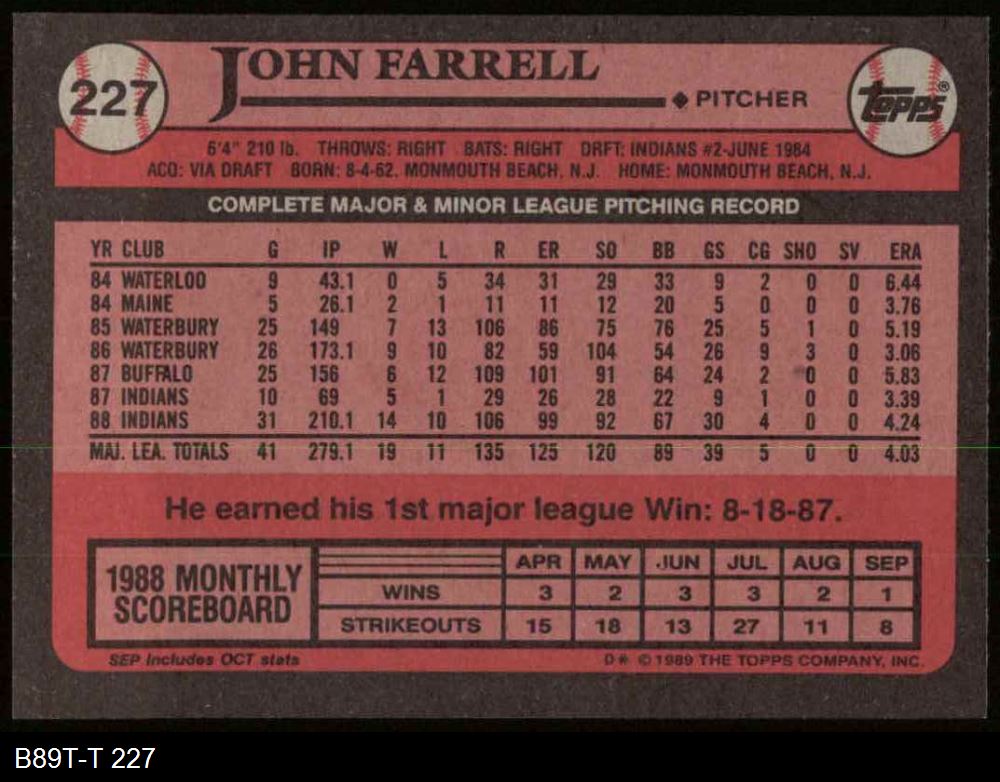 227
JOHN FARRELL
◆ PITCHER
topps®
6'4" 210 lb. THROWS: RIGHT BATS: RIGHT DRFT: INDIANS #2-JUNE 1984
ACQ: VIA DRAFT BORN: 8-4-62, MONMOUTH BEACH, N.J. HOME: MONMOUTH BEACH, N.J.
COMPLETE MAJOR & MINOR LEAGUE PITCHING RECORD
YR CLUB G IP W L R ER SO BB GS CG SHO SV ERA
84 WATERLOO 9 43.1 0 5 34 31 29 33 9 2 0 0 6.44
84 MAINE 5 26.1 2 1 11 11 12 20 5 0 0 0 3.76
85 WATERBURY 25 149 7 13 106 86 75 76 25 5 1 0 5.19
86 WATERBURY 26 173.1 9 10 82 59 104 54 26 9 3 0 3.06
87 BUFFALO 25 156 6 12 109 101 91 64 24 2 0 0 5.83
87 INDIANS 10 69 5 1 29 26 28 22 9 1 0 0 3.39
88 INDIANS 31 210.1 14 10 106 99 92 67 30 4 0 0 4.24
MAJ. LEA. TOTALS 41 279.1 19 11 135 125 120 89 39 5 0 0 4.03
He earned his 1st major league Win: 8-18-87.
1988 MONTHLY
SCOREBOARD
APR MAY JUN JUL AUG SEP
WINS 3 2 3 3 2 1
STRIKEOUTS 15 18 13 27 11 8
SEP Includes OCT stats
D* © 1989 THE TOPPS COMPANY, INC.
B89T-T 227